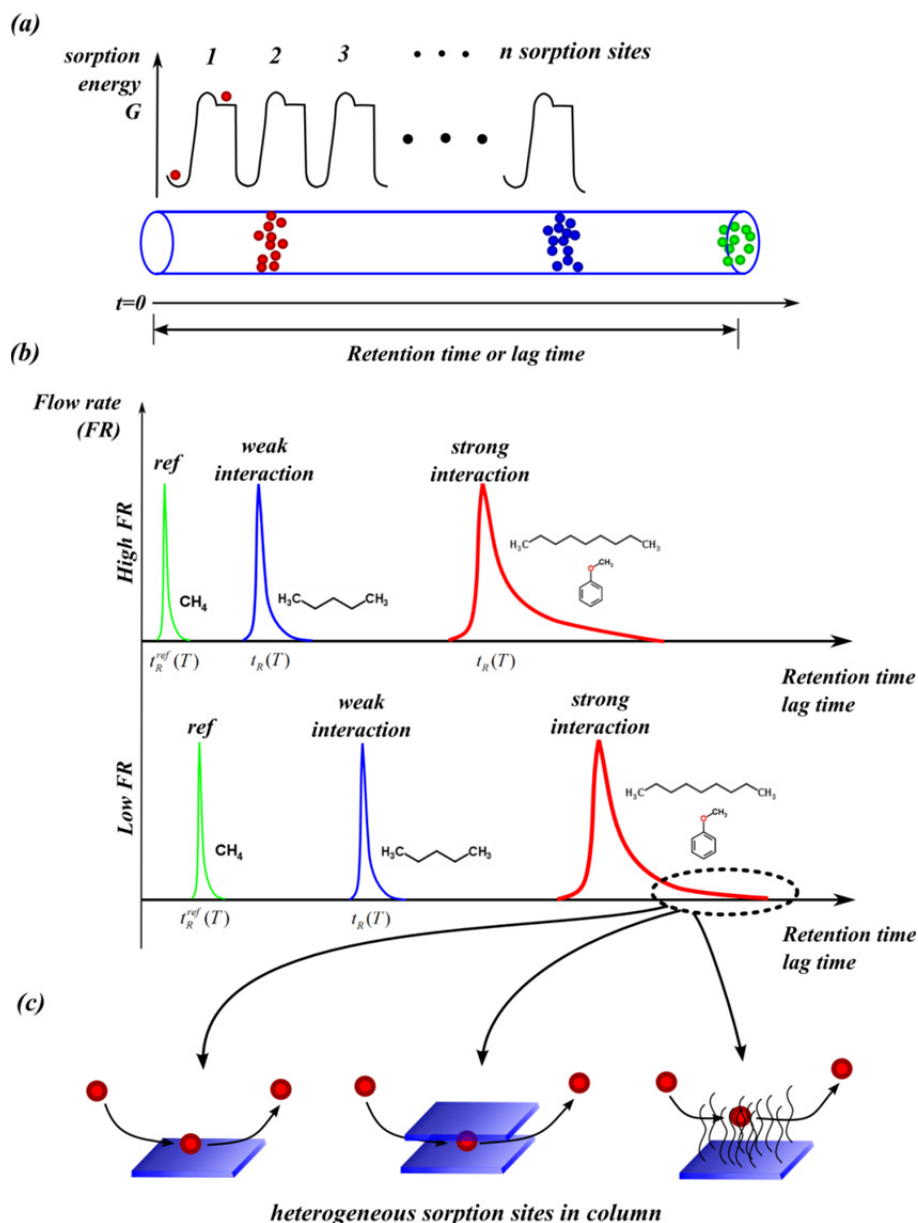 (a)
sorption
energy
G
1 2 3 • • • n sorption sites
t=0
Retention time or lag time
(b)
Flow rate
(FR)
High FR
ref
weak
interaction
strong
interaction
CH4
H3C CH3
H3C CH3
O CH3
t_R^ref(T)
t_R(T)
t_R(T)
Retention time
lag time
Low FR
ref
weak
interaction
strong
interaction
CH4
H3C CH3
H3C CH3
O CH3
t_R^ref(T)
t_R(T)
Retention time
lag time
(c)
heterogeneous sorption sites in column